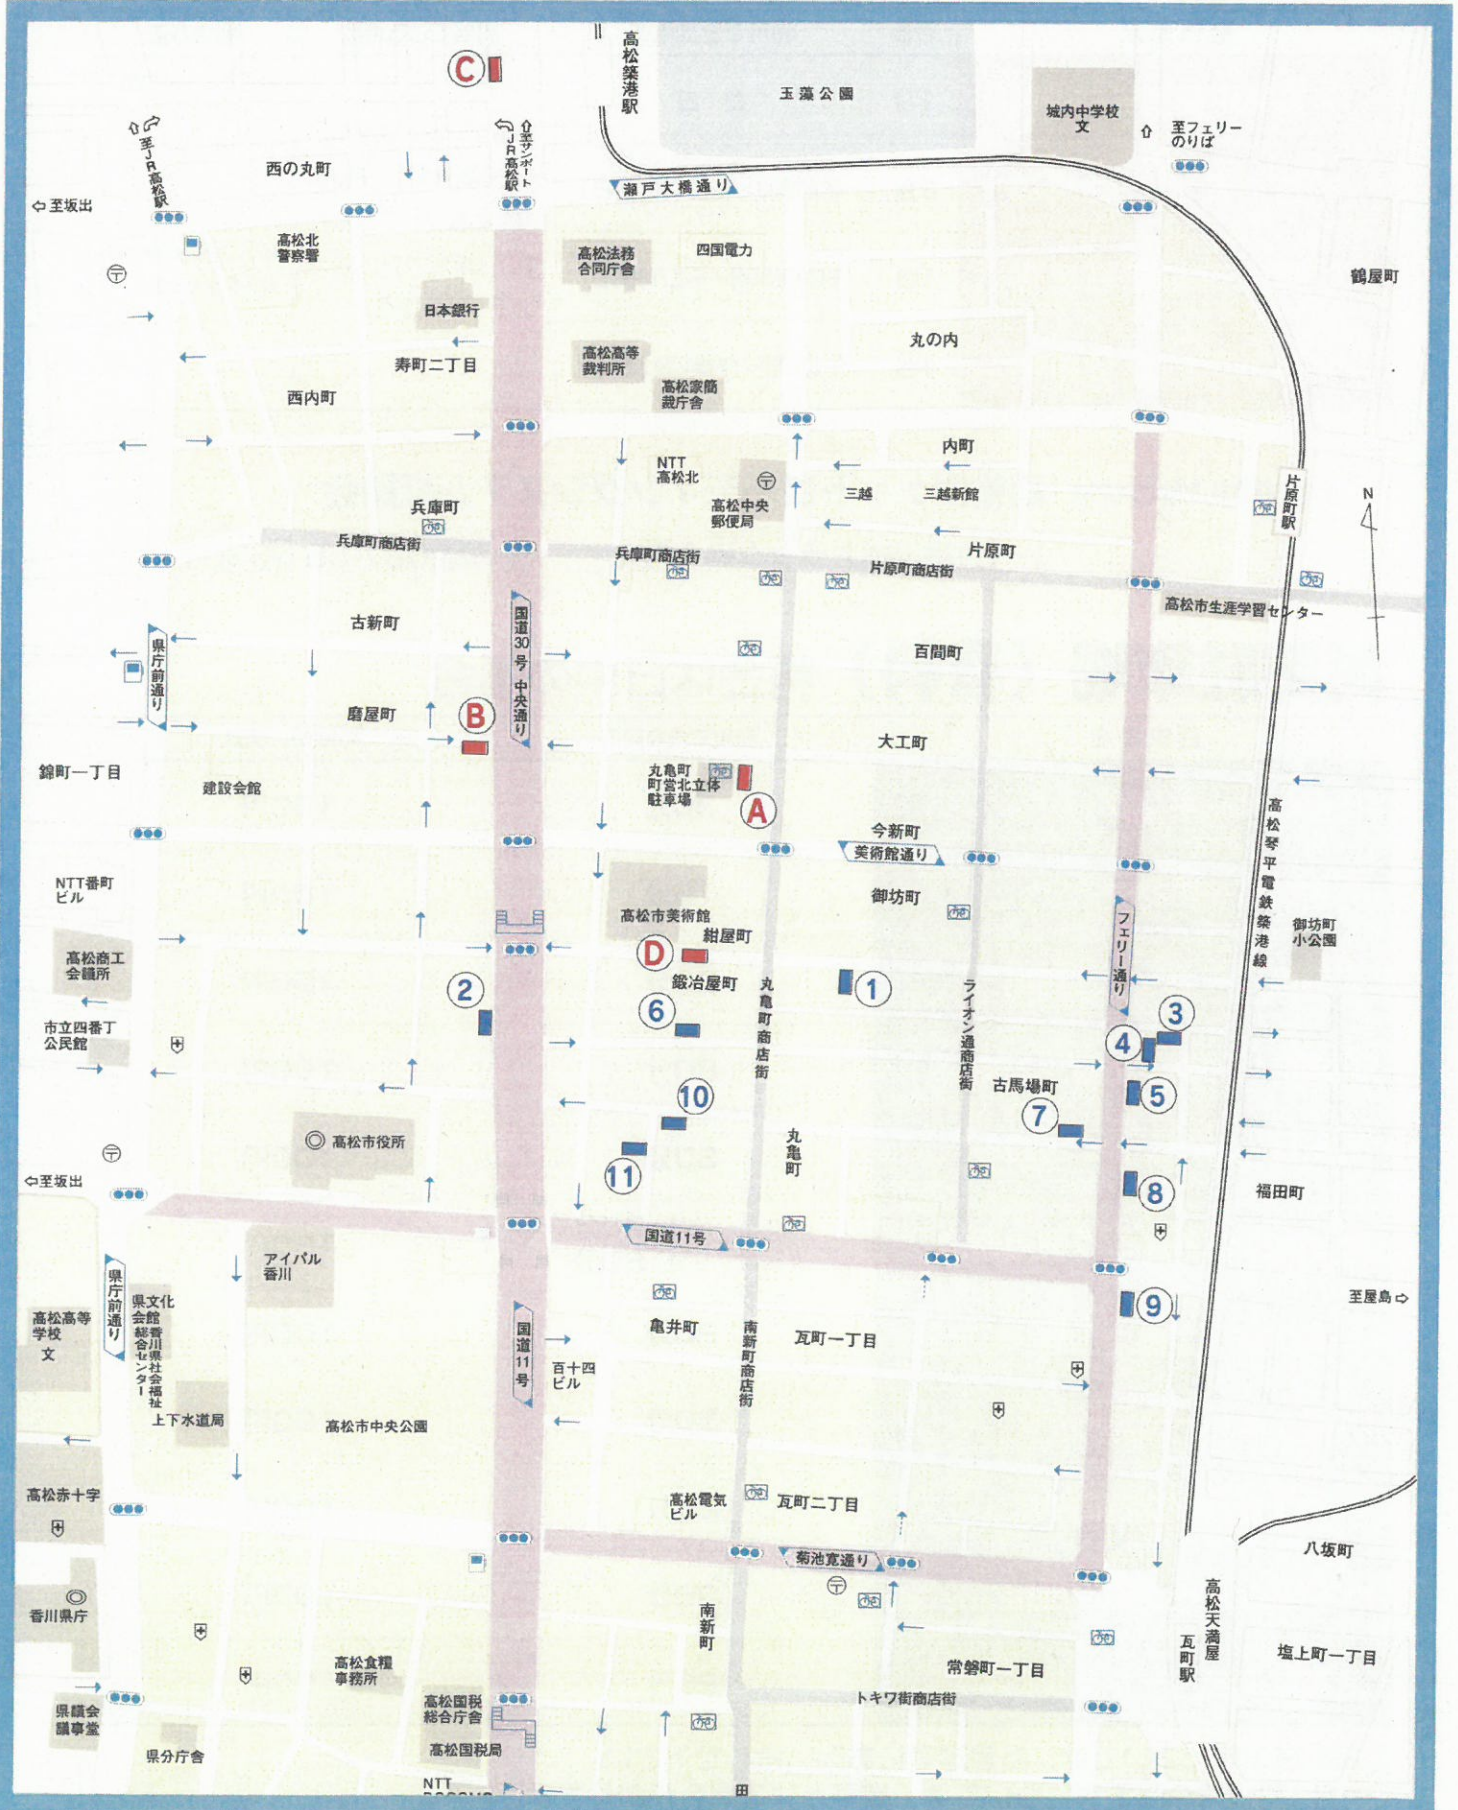 C
高松築港駅
玉藻公園
城内中学校
文
至フェリー
のりば
至JR高松駅
西の丸町
JR高松駅
至サンポート
瀬戸大橋通り
至坂出
高松北
警察署
高松法務
合同庁舎
四国電力
鶴屋町
日本銀行
丸の内
寿町二丁目
高松高等
裁判所
西内町
高松家簡
裁庁舎
内町
NTT
高松北
三越
三越新館
高松中央
郵便局
兵庫町
片原町駅
N
兵庫町商店街
兵庫町商店街
片原町
片原町商店街
高松市生涯学習センター
古新町
国道30号 中央通り
百間町
県庁前通り
磨屋町
B
大工町
錦町一丁目
建設会館
丸亀町
町営北立体
駐車場
A
高松琴平電鉄築港線
今新町
美術館通り
NTT番町
ビル
御坊町
高松市美術館
紺屋町
フェリー通り
御坊町
小公園
高松商工
会議所
D
鍛冶屋町
2
6
丸亀町商店街
1
ライオン通商店街
3
市立四番丁
公民館
4
古馬場町
5
10
7
高松市役所
丸亀町
11
8
至坂出
福田町
国道11号
アイパル
香川
県庁前通り
県文化
会館
香川県社会福祉
総合センター
9
至屋島
高松高等
学校
文
国道11号
亀井町
南新町商店街
瓦町一丁目
百十四
ビル
上下水道局
高松市中央公園
高松赤十字
高松電気
ビル
瓦町二丁目
菊池寛通り
八坂町
香川県庁
南新町
高松天満屋
瓦町駅
高松食糧
事務所
常磐町一丁目
塩上町一丁目
トキワ街商店街
県議会
議事堂
高松国税
総合庁舎
県分庁舎
高松国税局
NTT
田